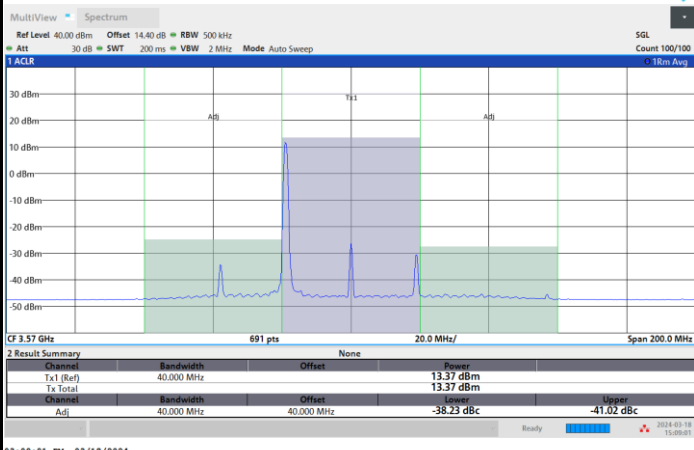 MultiView Spectrum
Ref Level 40.00 dBm Offset 14.40 dB RBW 500 kHz SGL
Att 30 dB SWT 200 ms VBW 2 MHz Mode Auto Sweep Count 100/100
1 ACLR 1Rm Avg
30 dBm
Tx1
20 dBm
Adj Adj
10 dBm
0 dBm
-10 dBm
-20 dBm
-30 dBm
-40 dBm
-50 dBm
CF 3.57 GHz 691 pts 20.0 MHz/ Span 200.0 MHz
2 Result Summary None
Channel Bandwidth Offset Power
Tx1 (Ref) 40.000 MHz 13.37 dBm
Tx Total 13.37 dBm
Channel Bandwidth Offset Lower Upper
Adj 40.000 MHz 40.000 MHz -38.23 dBc -41.02 dBc
Ready 2024-03-18
15:09:01